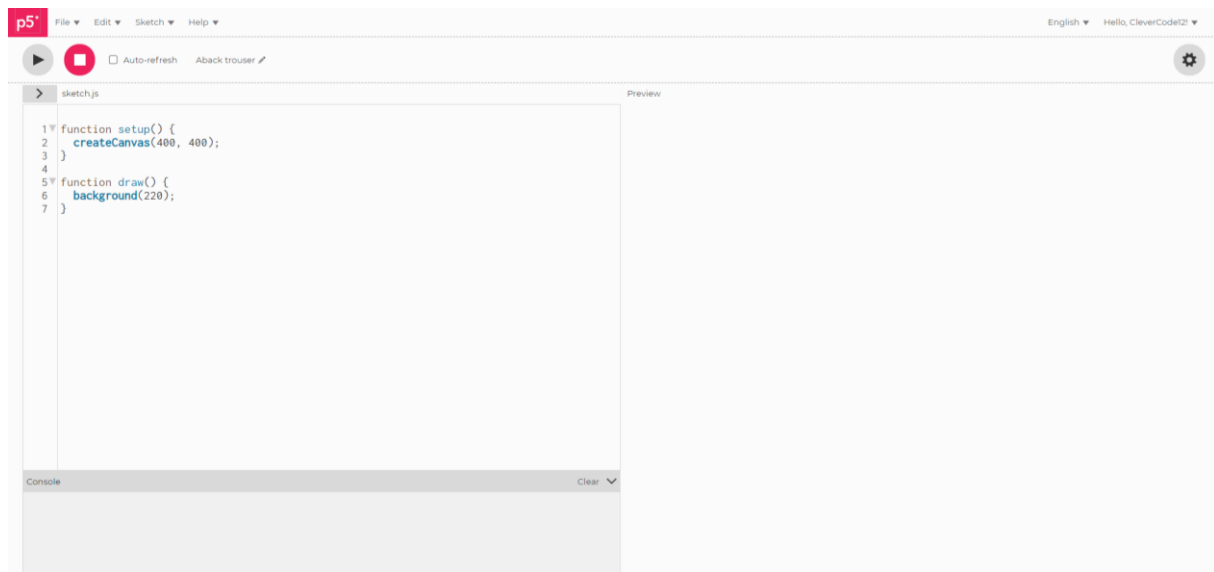 p5* File Edit Sketch Help English Hello, CleverCode12!
Auto-refresh Aback trouser
sketch.js Preview
1 function setup() {
2   createCanvas(400, 400);
3 }
4
5 function draw() {
6   background(220);
7 }
Console Clear